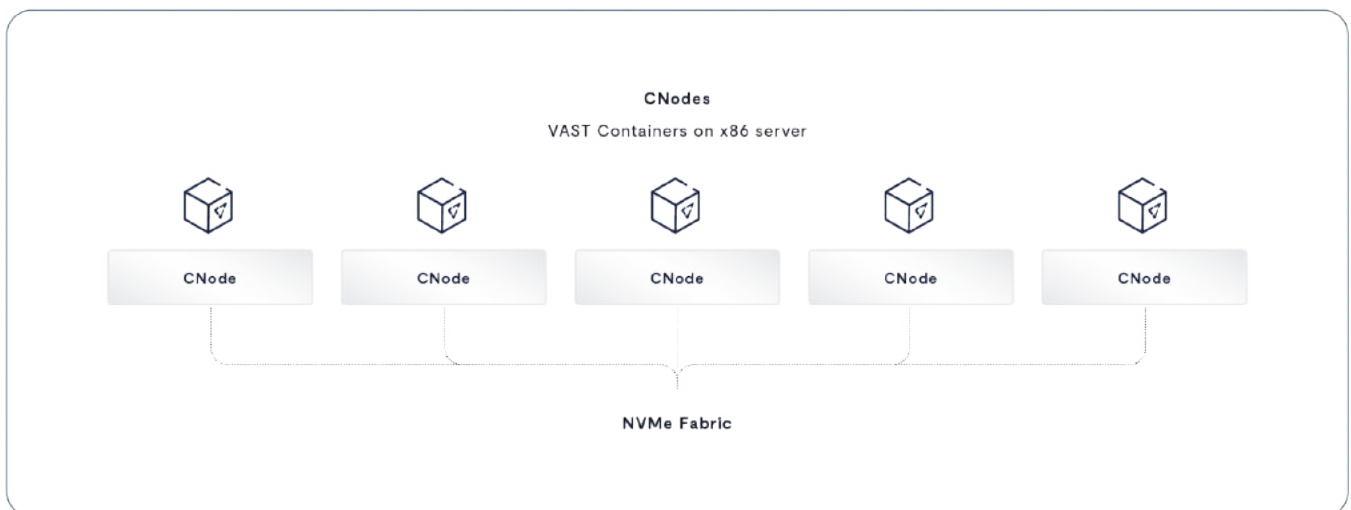 CNodes
VAST Containers on x86 server
CNode CNode CNode CNode CNode
NVMe Fabric